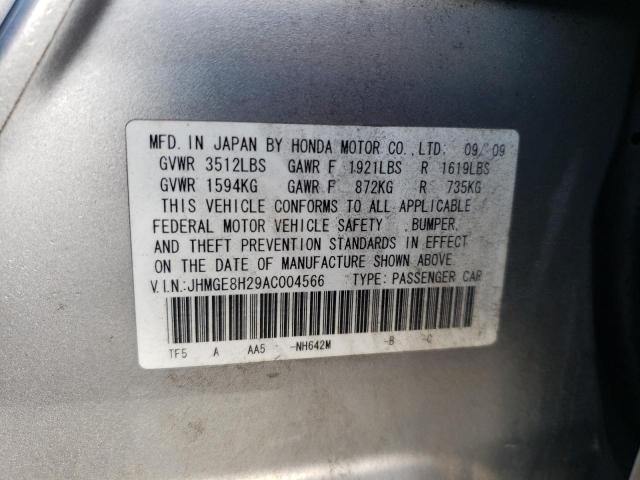 MFD. IN JAPAN BY HONDA MOTOR CO., LTD. 09/09
GVWR 3512LBS GAWR F 1921LBS R 1619LBS
GVWR 1594KG GAWR F 872KG R 735KG
THIS VEHICLE CONFORMS TO ALL APPLICABLE
FEDERAL MOTOR VEHICLE SAFETY ,BUMPER,
AND THEFT PREVENTION STANDARDS IN EFFECT
ON THE DATE OF MANUFACTURE SHOWN ABOVE.
V.I.N.:JHMGE8H29AC004566 TYPE: PASSENGER CAR
TF5 A AA5 -NH642M -B -C